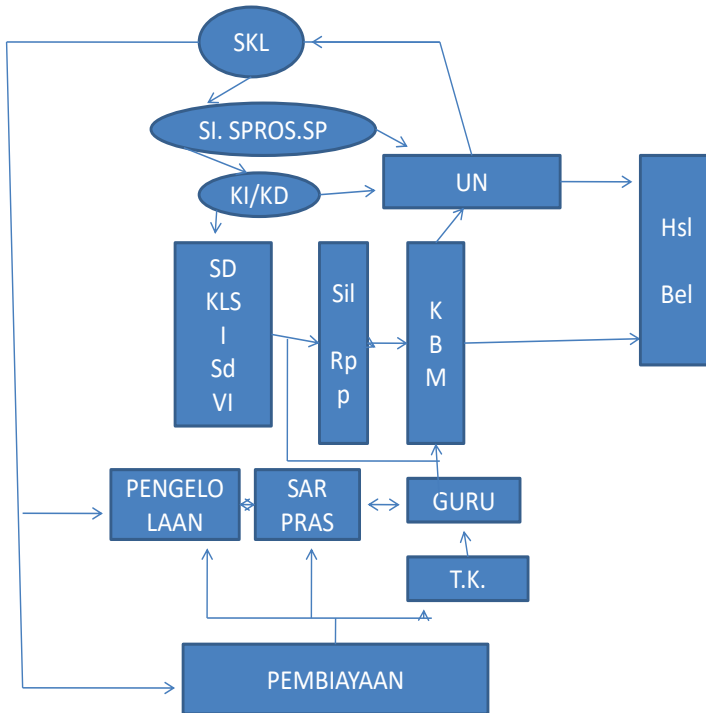 SKL
SI. SPROS.SP
KI/KD
UN
Hsl
Bel
SD
KLS
I
Sd
VI
Sil
Rp
p
K
B
M
PENGELO
LAAN
SAR
PRAS
GURU
T.K.
PEMBIAYAAN